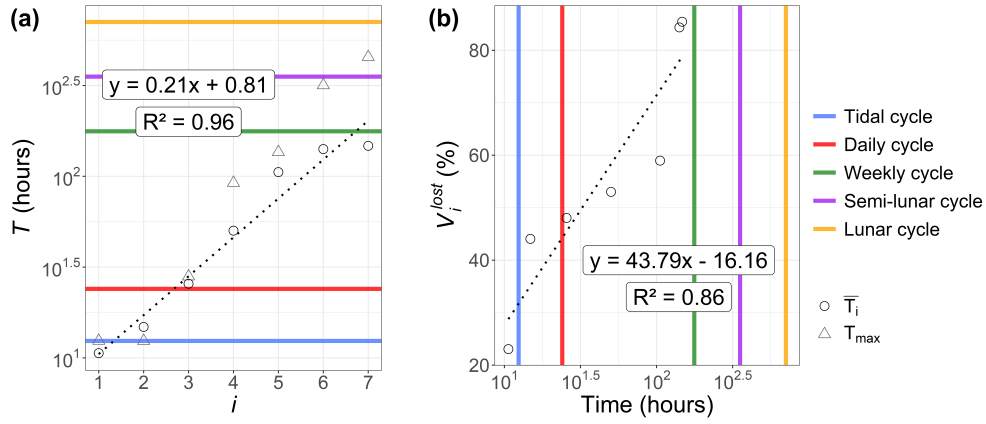 (a)
T (hours)
10^2.5
10^2
10^1.5
10^1
y = 0.21x + 0.81
R² = 0.96
1 2 3 4 5 6 7
i
(b)
V_i^lost (%)
80
60
40
20
y = 43.79x - 16.16
R² = 0.86
10^1 10^1.5 10^2 10^2.5
Time (hours)
Tidal cycle
Daily cycle
Weekly cycle
Semi-lunar cycle
Lunar cycle
T̅_i
T_max